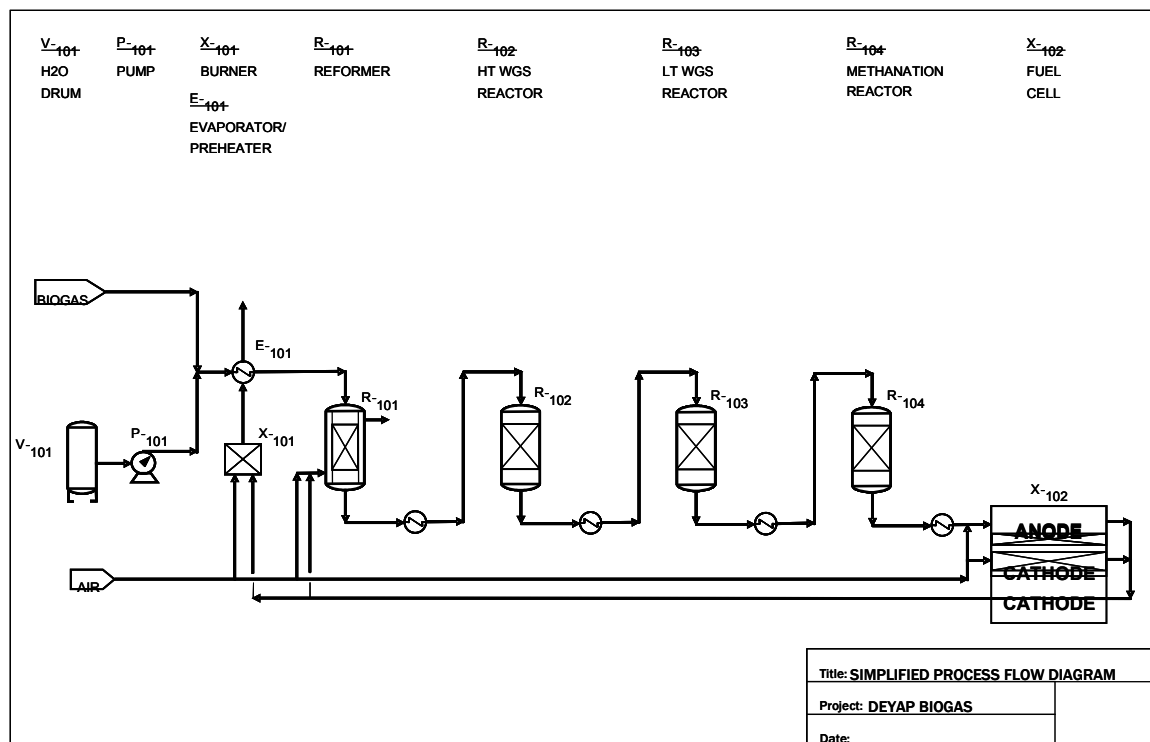 V-101 P-101 X-101 R-101 R-102 R-103 R-104 X-102
H2O PUMP BURNER REFORMER HT WGS LT WGS METHANATION FUEL
DRUM REACTOR REACTOR REACTOR CELL
E-101
EVAPORATOR/
PREHEATER
BIOGAS
E-101
R-101
R-102
R-103
R-104
P-101
X-101
V-101
X-102
ANODE
CATHODE
AIR
CATHODE
Title: SIMPLIFIED PROCESS FLOW DIAGRAM
Project: DEYAP BIOGAS
Date: